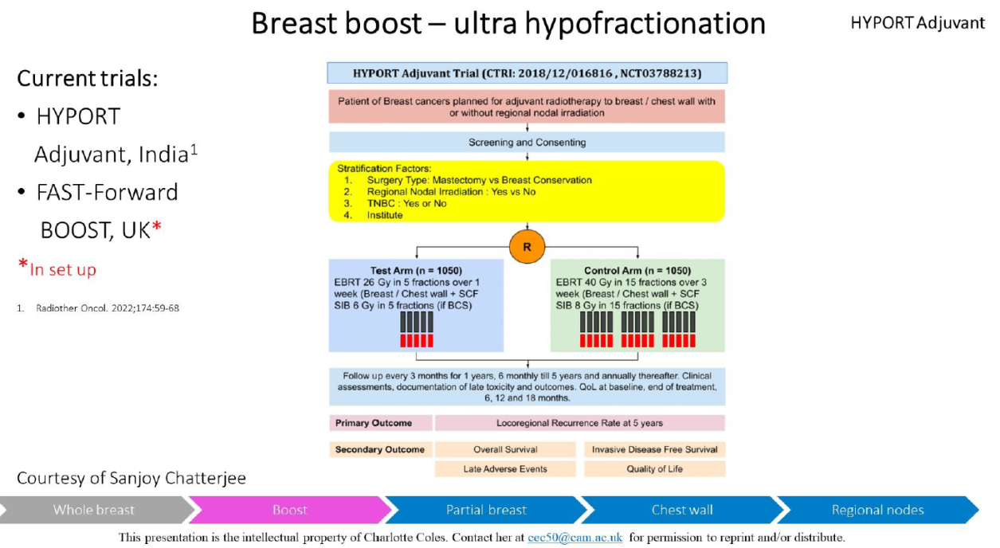 Breast boost – ultra hypofractionation
HYPORT Adjuvant
Current trials:
• HYPORT
Adjuvant, India1
• FAST-Forward
BOOST, UK*
*In set up
1. Radiother Oncol. 2022;174:59-68
HYPORT Adjuvant Trial (CTRI: 2018/12/016816 , NCT03788213)
Patient of Breast cancers planned for adjuvant radiotherapy to breast / chest wall with
or without regional nodal irradiation
Screening and Consenting
Stratification Factors:
1. Surgery Type: Mastectomy vs Breast Conservation
2. Regional Nodal Irradiation : Yes vs No
3. TNBC : Yes or No
4. Institute
R
Test Arm (n = 1050)
EBRT 26 Gy in 5 fractions over 1
week (Breast / Chest wall + SCF
SIB 6 Gy in 5 fractions (if BCS)
Control Arm (n = 1050)
EBRT 40 Gy in 15 fractions over 3
week (Breast / Chest wall + SCF
SIB 8 Gy in 15 fractions (if BCS)
Follow up every 3 months for 1 years, 6 monthly till 5 years and annually thereafter. Clinical
assessments, documentation of late toxicity and outcomes. QoL at baseline, end of treatment,
6, 12 and 18 months.
Primary Outcome
Locoregional Recurrence Rate at 5 years
Secondary Outcome
Overall Survival
Invasive Disease Free Survival
Late Adverse Events
Quality of Life
Courtesy of Sanjoy Chatterjee
Whole breast
Boost
Partial breast
Chest wall
Regional nodes
This presentation is the intellectual property of Charlotte Coles. Contact her at cec50@cam.ac.uk for permission to reprint and/or distribute.